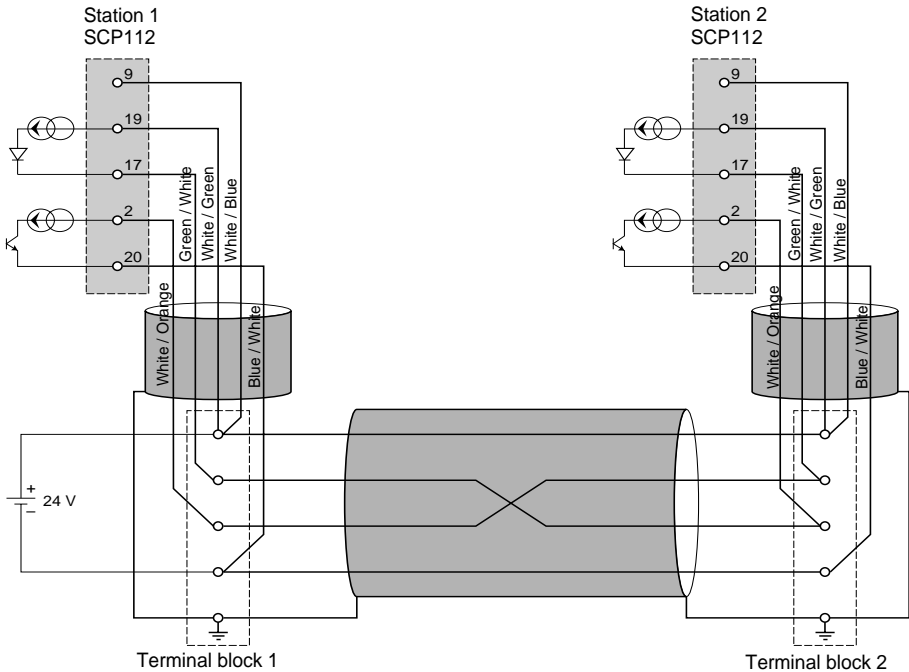 Station 1
SCP112
Station 2
SCP112
9
19
17
2
20
Green / White
White / Green
White / Blue
White / Orange
Blue / White
9
19
17
2
20
Green / White
White / Green
White / Blue
White / Orange
Blue / White
+
24 V
–
Terminal block 1
Terminal block 2